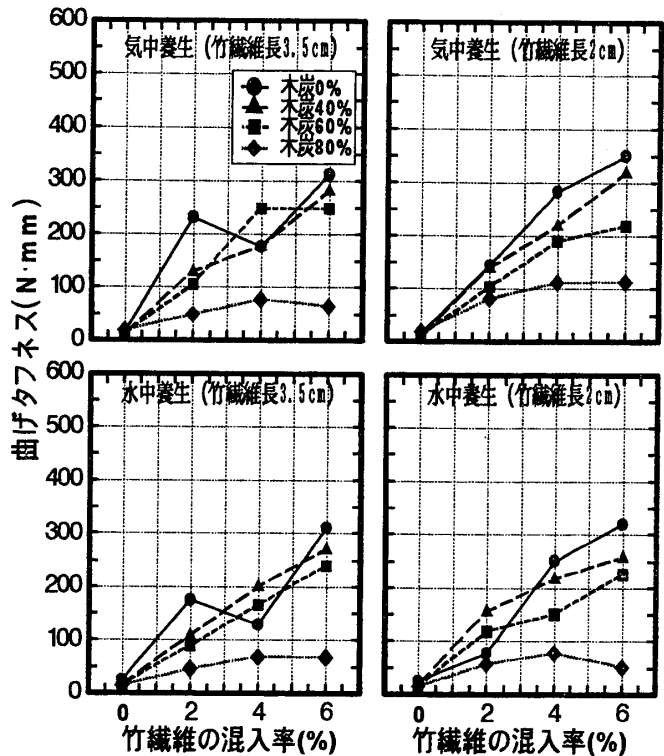 600
500
400
300
200
100
0
気中養生 (竹繊維長3.5cm)
木炭0%
木炭40%
木炭60%
木炭80%
気中養生 (竹繊維長2cm)
曲げタフネス(N·mm)
600
500
400
300
200
100
0
水中養生 (竹繊維長3.5cm)
水中養生 (竹繊維長2cm)
0 2 4 6
0 2 4 6
竹繊維の混入率(%)
竹繊維の混入率(%)